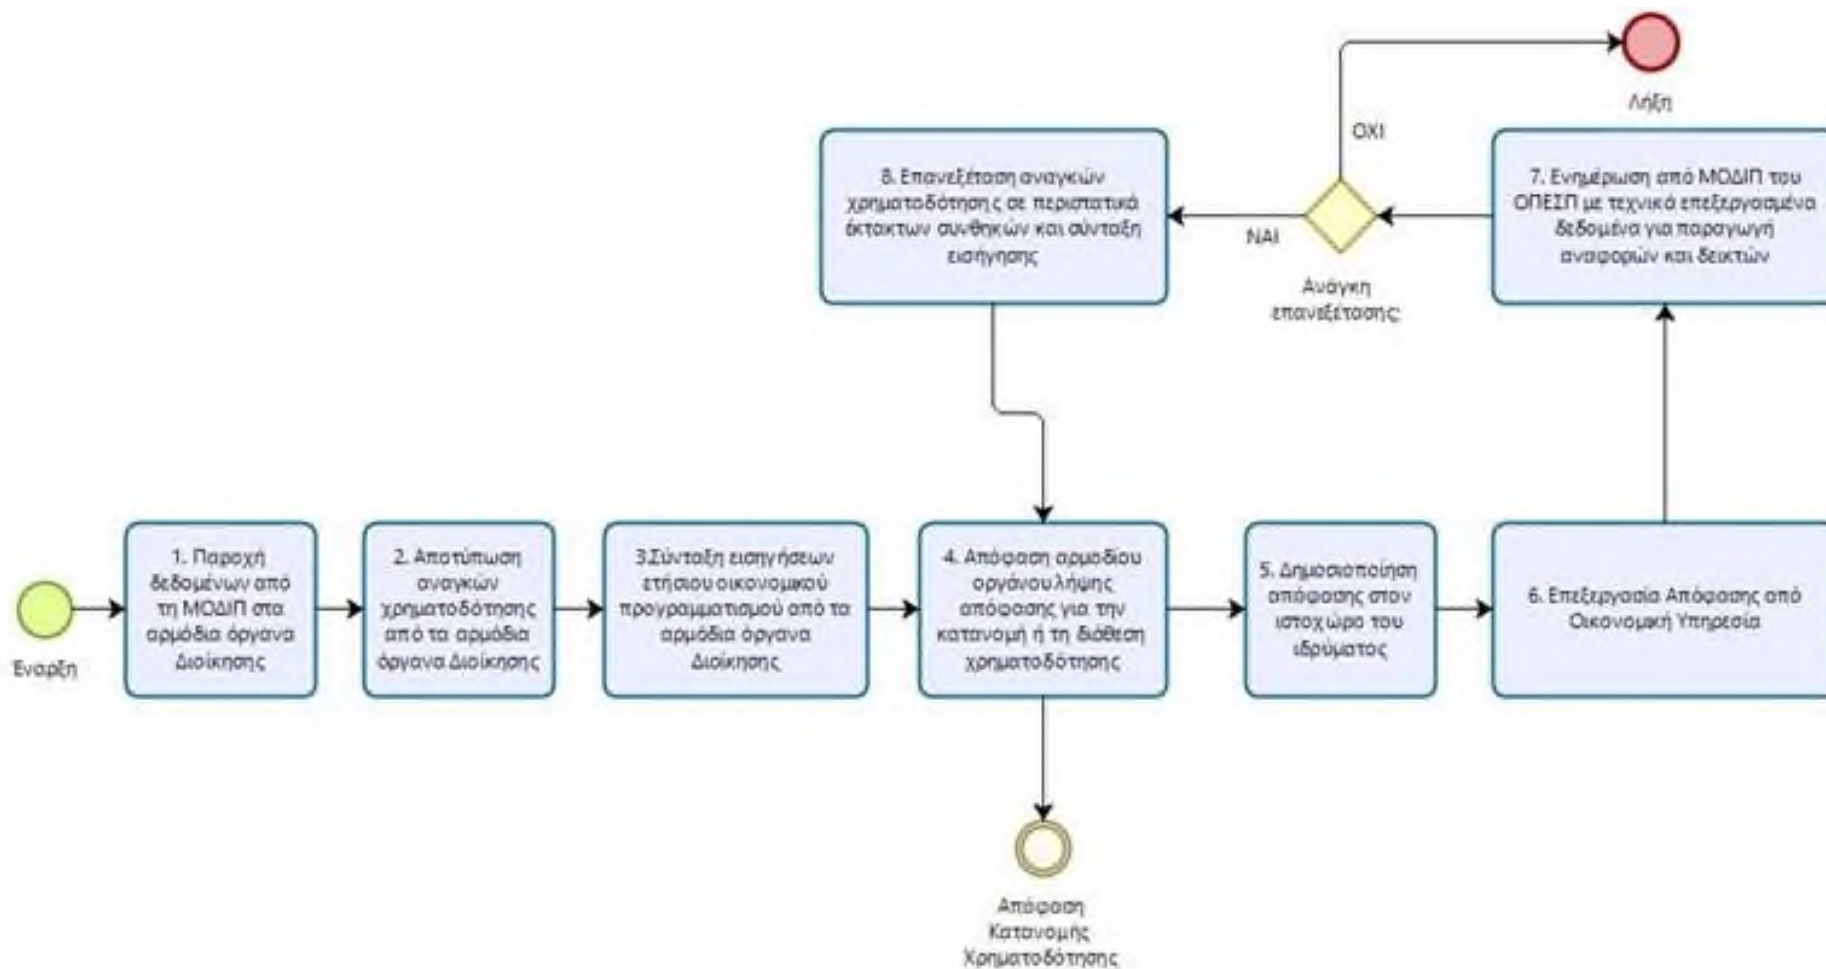 Έναρξη
1. Παροχή
δεδομένων από
τη ΜΟΔΙΠ στα
αρμόδια όργανα
Διοίκησης
2. Αποτύπωση
αναγκών
χρηματοδότησης
από τα αρμόδια
όργανα Διοίκησης
3.Σύνταξη εισηγήσεων
ετήσιου οικονομικού
προγραμματισμού από τα
αρμόδια όργανα
Διοίκησης
4. Απόφαση αρμοδίου
οργάνου λήψης
απόφασης για την
κατανομή ή τη διάθεση
χρηματοδότησης
Απόφαση
Κατανομής
Χρηματοδότησης
5. Δημοσιοποίηση
απόφασης στον
ιστοχώρο του
ιδρύματος
6. Επεξεργασία Απόφασης από
Οικονομική Υπηρεσία
7. Ενημέρωση από ΜΟΔΙΠ του
ΟΠΕΣΠ με τεχνικά επεξεργασμένα
δεδομένα για παραγωγή
αναφορών και δεικτών
Ανάγκη
επανεξέτασης;
ΟΧΙ
Λήξη
ΝΑΙ
8. Επανεξέταση αναγκών
χρηματοδότησης σε περιστατικά
έκτακτων συνθηκών και σύνταξη
εισήγησης